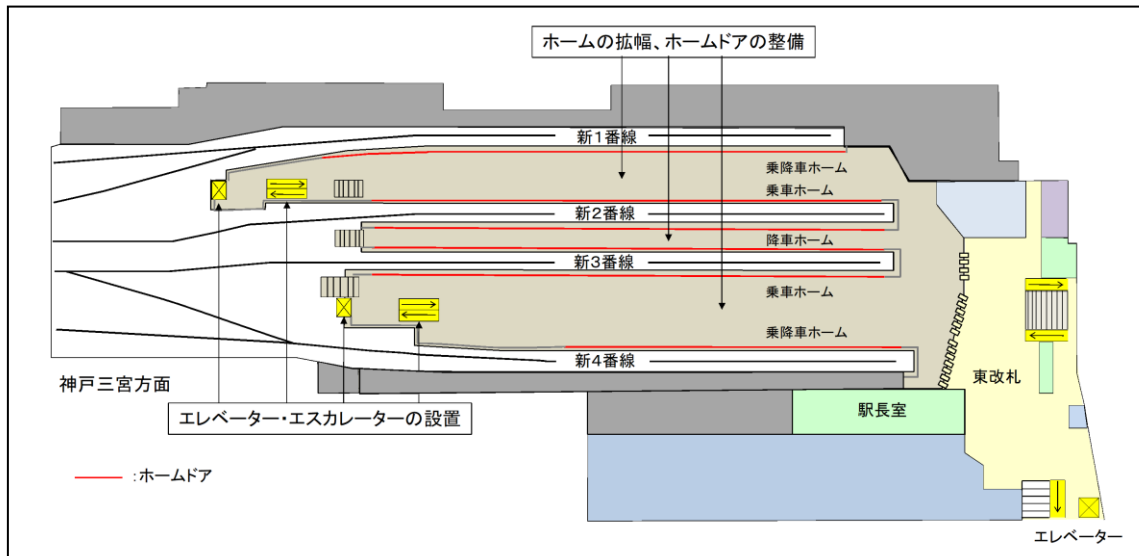 ホームの拡幅、ホームドアの整備
新1番線
乗降車ホーム
乗車ホーム
新2番線
降車ホーム
新3番線
乗車ホーム
乗降車ホーム
新4番線
神戸三宮方面
東改札
エレベーター・エスカレーターの設置
駅長室
:ホームドア
エレベーター